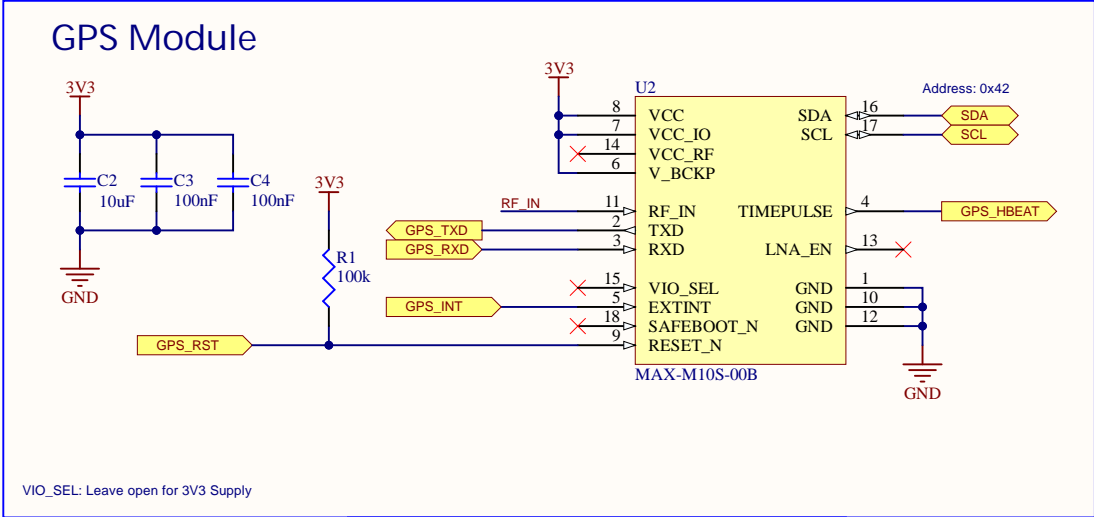 GPS Module
3V3
C2
10uF
C3
100nF
C4
100nF
GND
3V3
R1
100k
GPS_RST
3V3
U2
8 VCC
7 VCC_IO
14 VCC_RF
6 V_BCKP
RF_IN 11 RF_IN
GPS_TXD 2 TXD
GPS_RXD 3 RXD
15 VIO_SEL
GPS_INT 5 EXTINT
18 SAFEBOOT_N
9 RESET_N
Address: 0x42
SDA 16 SDA
SCL 17 SCL
TIMEPULSE 4 GPS_HBEAT
LNA_EN 13
GND 1
GND 10
GND 12
GND
MAX-M10S-00B
VIO_SEL: Leave open for 3V3 Supply